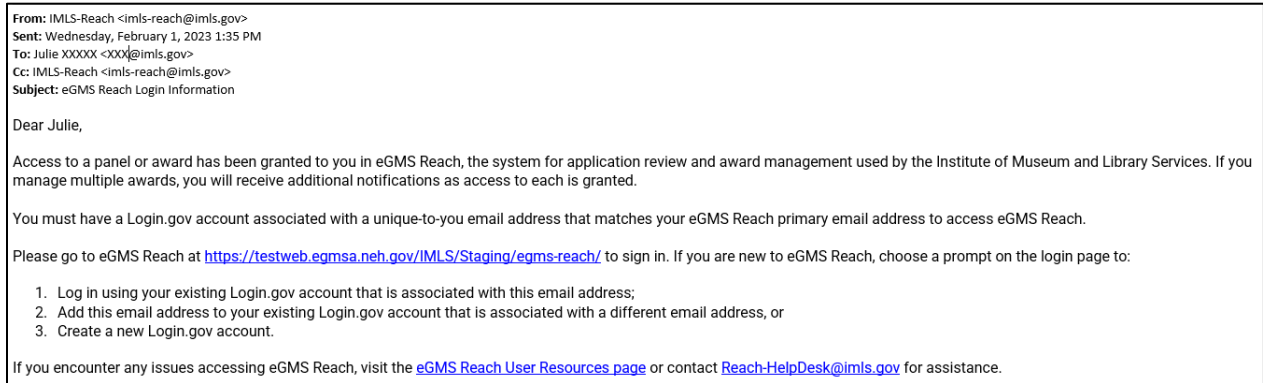 From: IMLS-Reach <imls-reach@imls.gov>
Sent: Wednesday, February 1, 2023 1:35 PM
To: Julie XXXXX <XXX@imls.gov>
Cc: IMLS-Reach <imls-reach@imls.gov>
Subject: eGMS Reach Login Information
Dear Julie,
Access to a panel or award has been granted to you in eGMS Reach, the system for application review and award management used by the Institute of Museum and Library Services. If you
manage multiple awards, you will receive additional notifications as access to each is granted.
You must have a Login.gov account associated with a unique-to-you email address that matches your eGMS Reach primary email address to access eGMS Reach.
Please go to eGMS Reach at https://testweb.egmsa.neh.gov/IMLS/Staging/egms-reach/ to sign in. If you are new to eGMS Reach, choose a prompt on the login page to:
1. Log in using your existing Login.gov account that is associated with this email address;
2. Add this email address to your existing Login.gov account that is associated with a different email address, or
3. Create a new Login.gov account.
If you encounter any issues accessing eGMS Reach, visit the eGMS Reach User Resources page or contact Reach-HelpDesk@imls.gov for assistance.